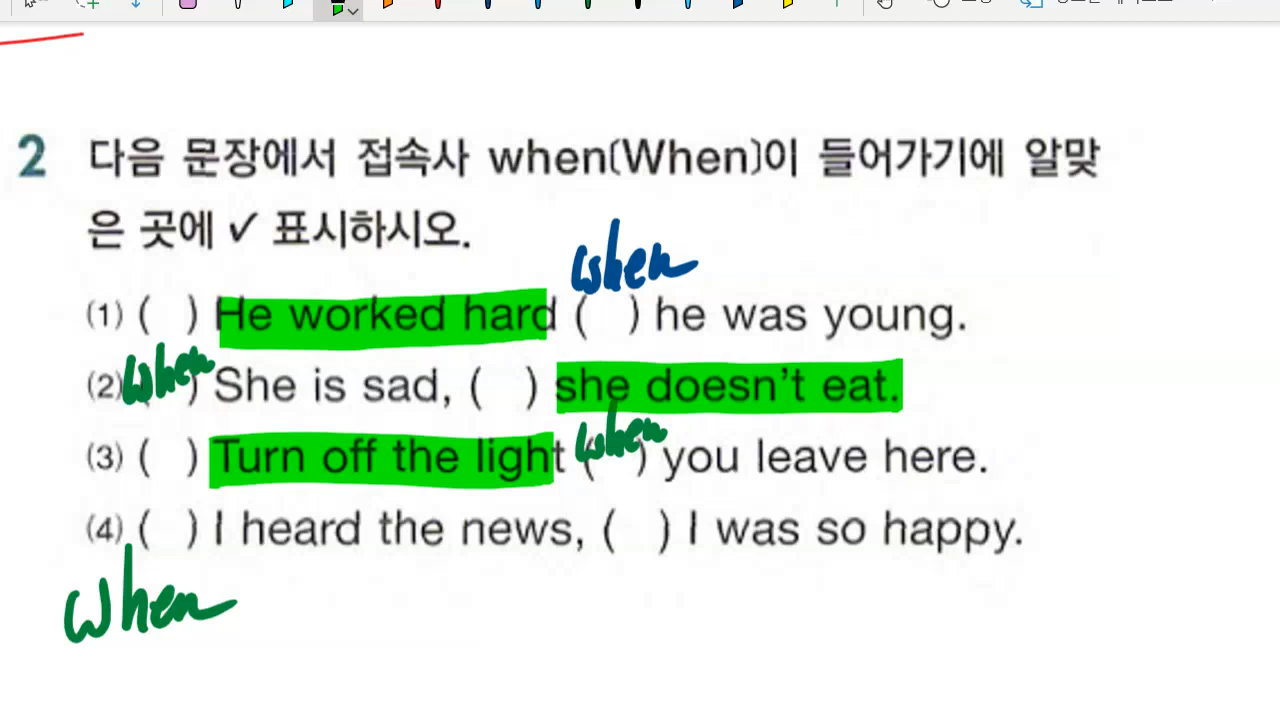 2 다음 문장에서 접속사 when(When)이 들어가기에 알맞
은 곳에 ✓ 표시하시오.
when
(1) (  ) He worked hard (  ) he was young.
(2) when ) She is sad, (  ) she doesn't eat.
(3) (  ) Turn off the light ( when ) you leave here.
(4) (  ) I heard the news, (  ) I was so happy.
when